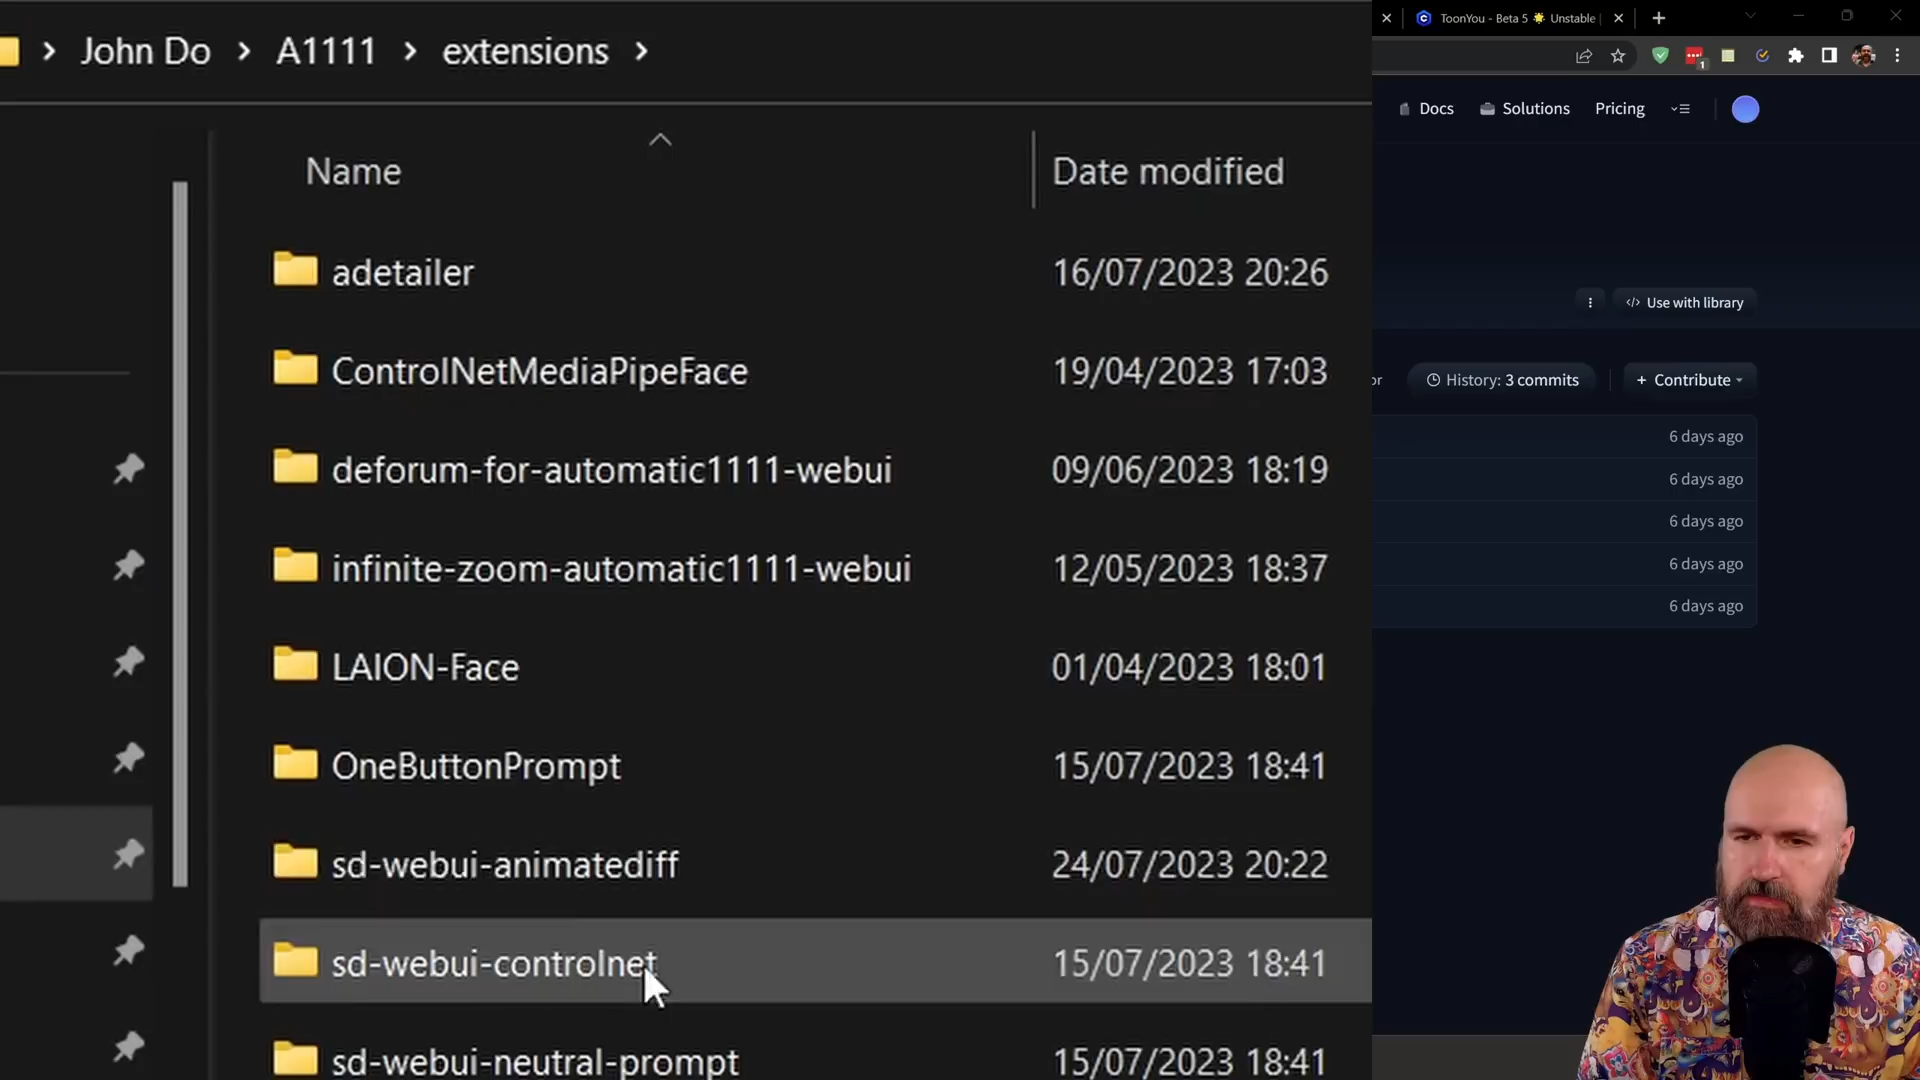 John Do
A1111
extensions
Name
Date modified
adetailer
16/07/2023 20:26
ControlNetMediaPipeFace
19/04/2023 17:03
deforum-for-automatic1111-webui
09/06/2023 18:19
infinite-zoom-automatic1111-webui
12/05/2023 18:37
LAION-Face
01/04/2023 18:01
OneButtonPrompt
15/07/2023 18:41
sd-webui-animatediff
24/07/2023 20:22
sd-webui-controlnet
15/07/2023 18:41
sd-webui-neutral-prompt
15/07/2023 18:41
ToonYou - Beta 5 🌟 Unstable
1
Docs
Solutions
Pricing
</> Use with library
or
History: 3 commits
+ Contribute
6 days ago
6 days ago
6 days ago
6 days ago
6 days ago